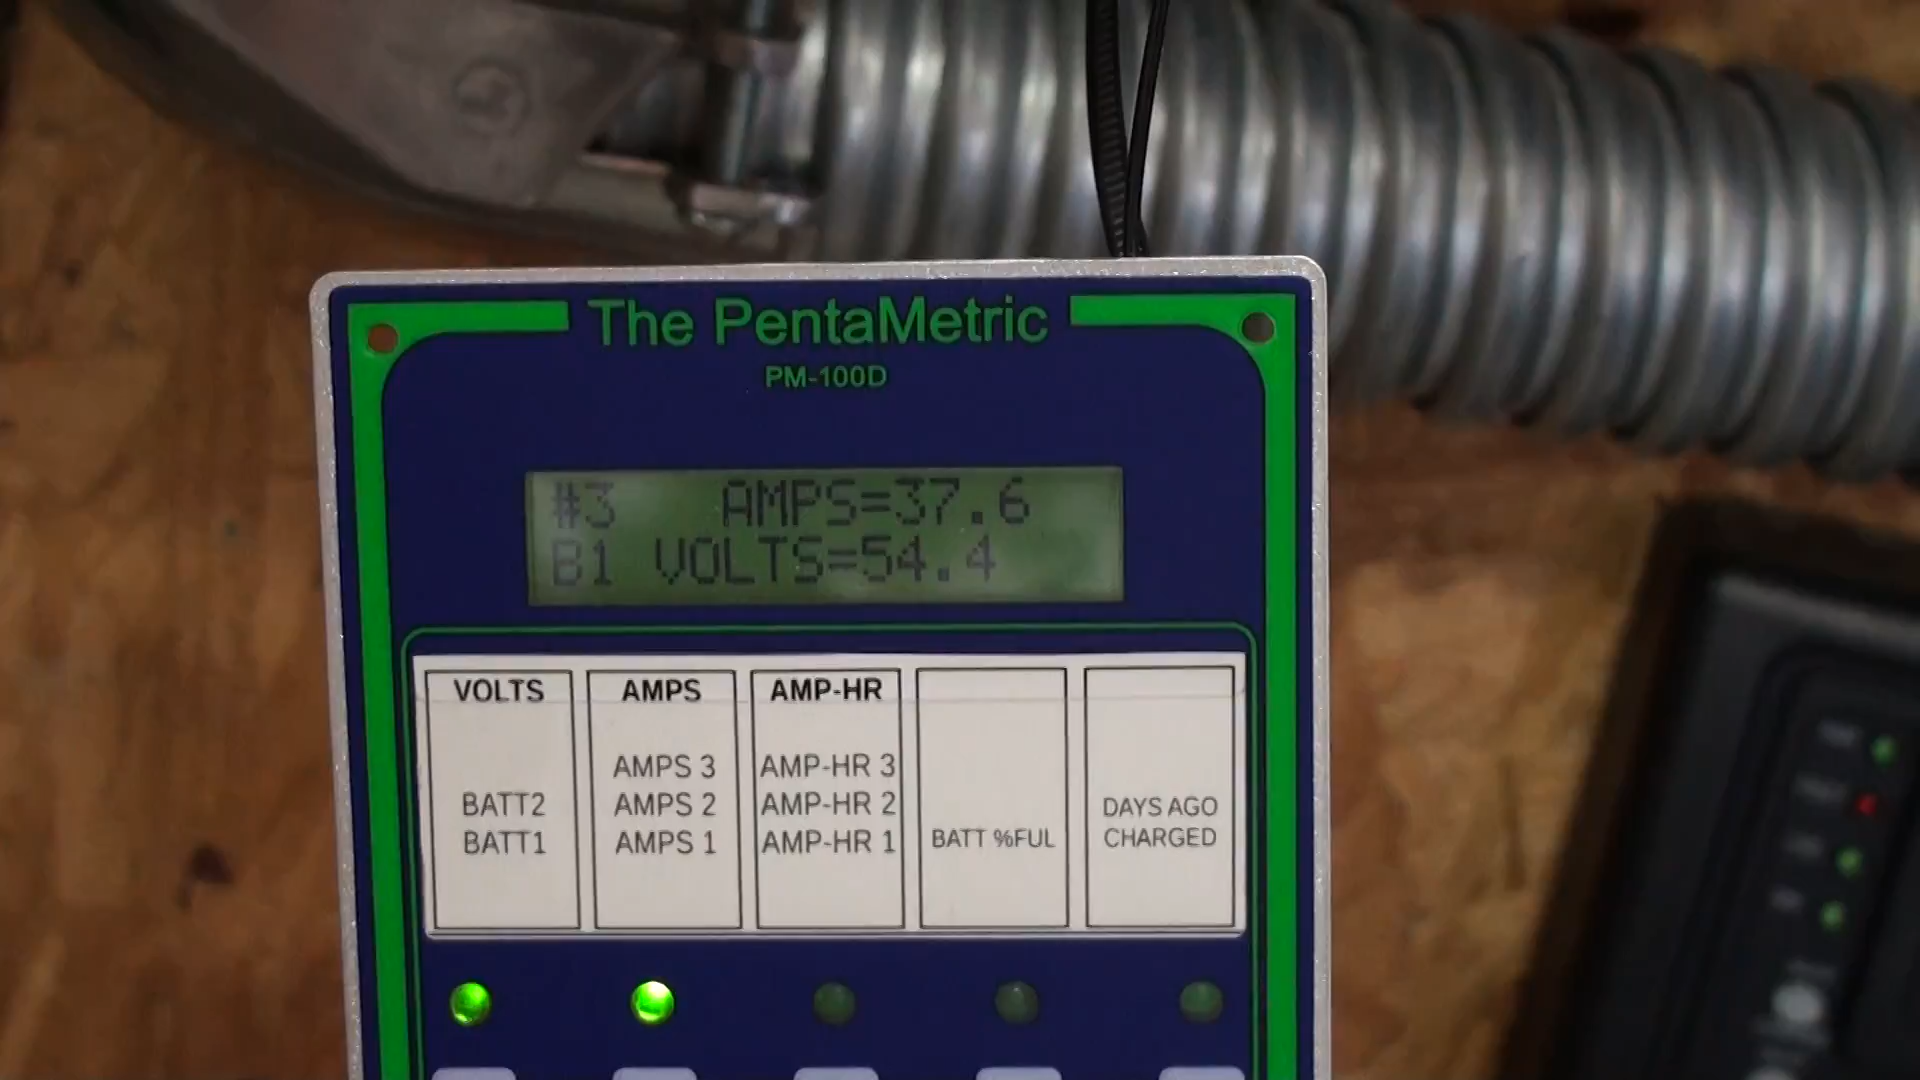 The PentaMetric
PM-100D
#3 AMPS=37.6
B1 VOLTS=54.4
VOLTS
BATT2
BATT1
AMPS
AMPS 3
AMPS 2
AMPS 1
AMP-HR
AMP-HR 3
AMP-HR 2
AMP-HR 1
BATT %FUL
DAYS AGO
CHARGED